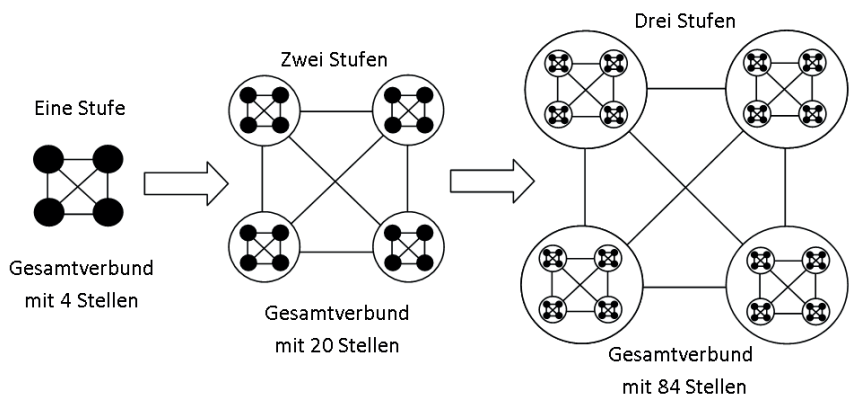 Eine Stufe
Gesamtverbund
mit 4 Stellen
Zwei Stufen
Gesamtverbund
mit 20 Stellen
Drei Stufen
Gesamtverbund
mit 84 Stellen